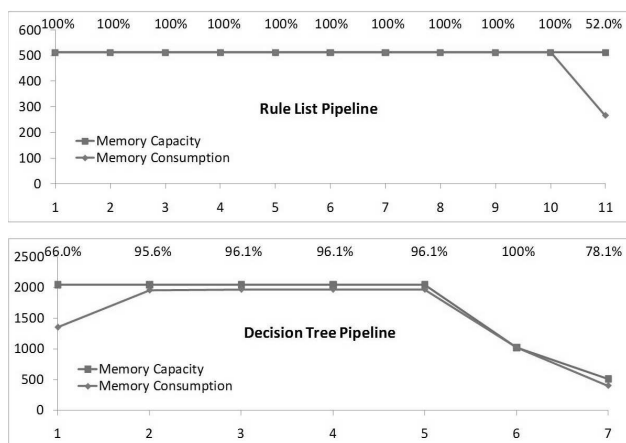 100% 100% 100% 100% 100% 100% 100% 100% 100% 100% 52.0%
600
500
400
300
200
100
0
Rule List Pipeline
Memory Capacity
Memory Consumption
1 2 3 4 5 6 7 8 9 10 11
66.0% 95.6% 96.1% 96.1% 96.1% 100% 78.1%
2500
2000
1500
1000
500
0
Decision Tree Pipeline
Memory Capacity
Memory Consumption
1 2 3 4 5 6 7